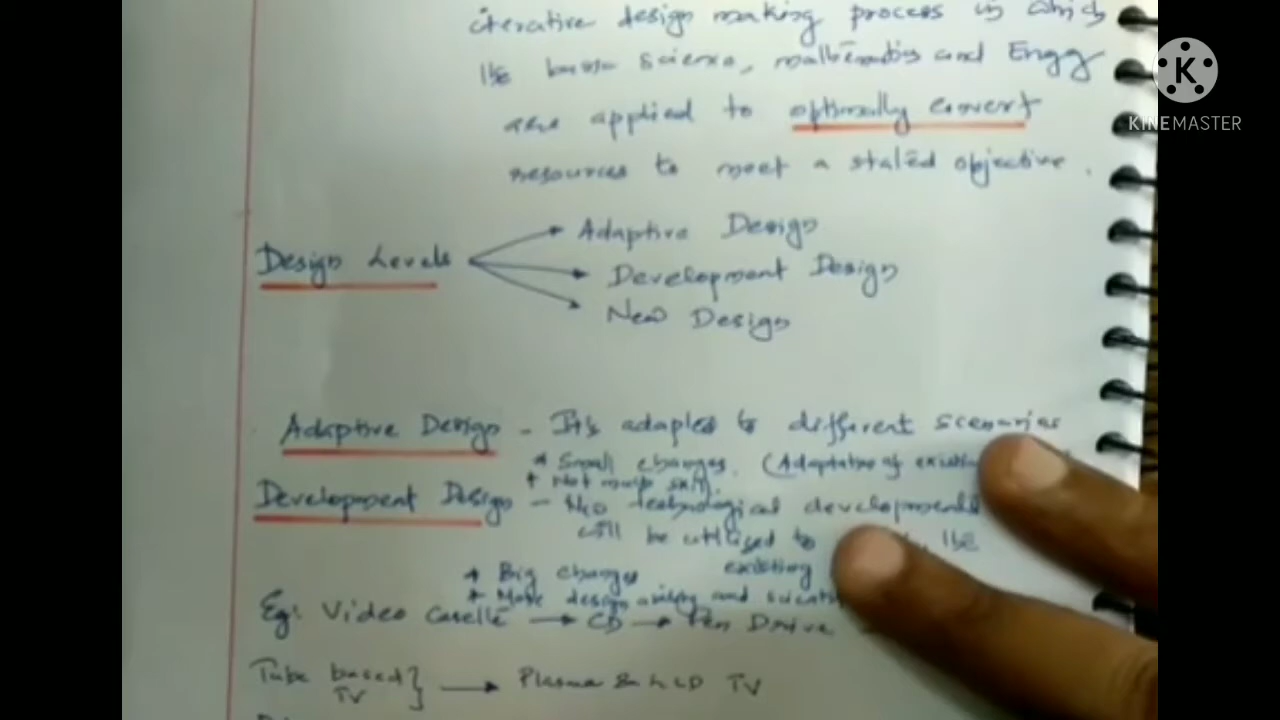 iterative design making process in which
the basic science, mathematics and Engg
are applied to optimally convert
resources to meet a stated objective.
K
KINEMASTER
Design Levels
Adaptive Design
Development Design
New Design
Adaptive Design - It's adapted to different scenarios
* Small changes. (Adaptation of existing
* Not much skill.
Development Design - New technological developments
will be utilised to the
* Big changes existing
* More design ability and
Eg: Video Casette → CD → Pen Drive
Tube based TV} → Plasma LCD TV